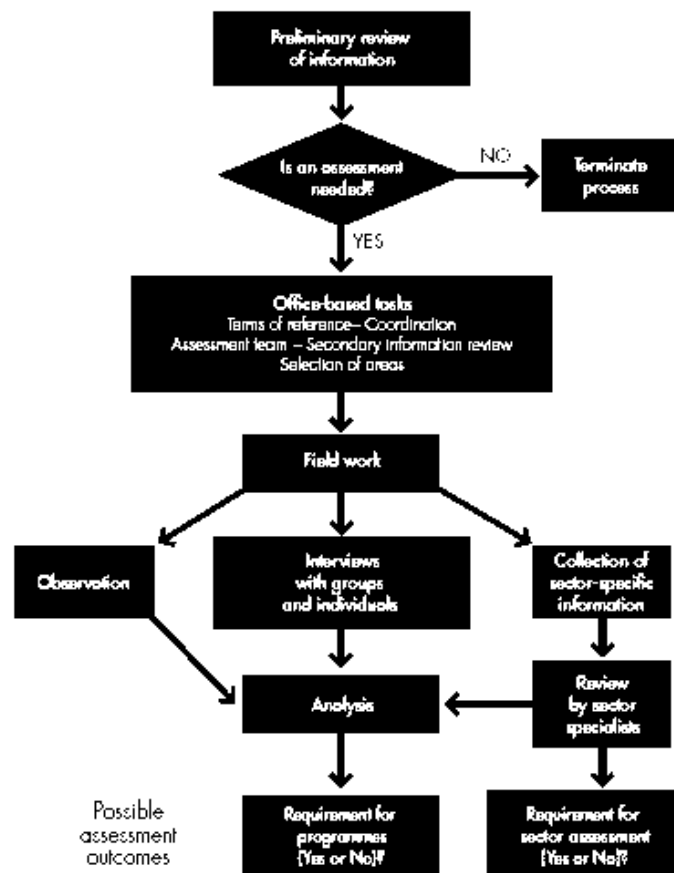 Preliminary review
of information
Is an assessment
needed?
NO
Terminate
process
YES
Office-based tasks
Terms of reference – Coordination
Assessment team – Secondary information review
Selection of areas
Field work
Observation
Interviews
with groups
and individuals
Collection of
sector-specific
information
Analysis
Review
by sector
specialists
Possible
assessment
outcomes
Requirement for
programmes
(Yes or No)?
Requirement for
sector assessment
(Yes or No)?